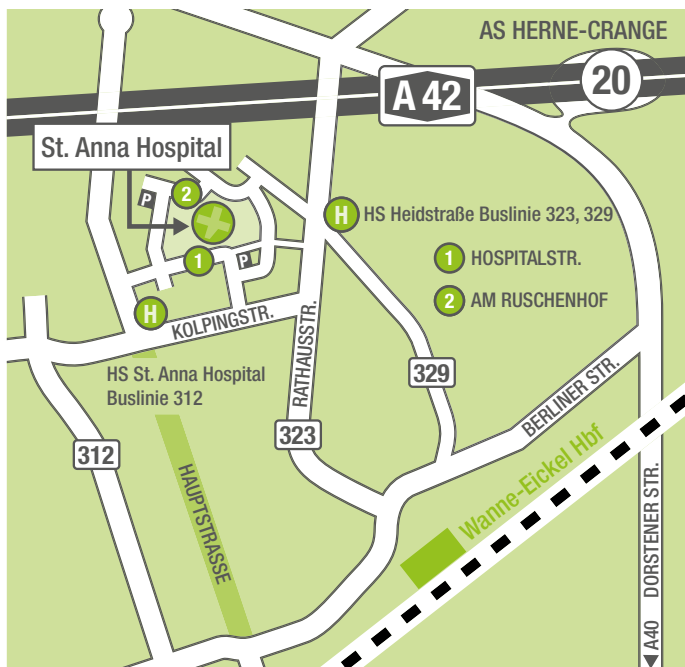 AS HERNE-CRANGE
A 42
20
St. Anna Hospital
P
2
H
HS Heidstraße Buslinie 323, 329
1
P
1 HOSPITALSTR.
2 AM RUSCHENHOF
H
KOLPINGSTR.
RATHAUSSTR.
HS St. Anna Hospital
Buslinie 312
329
BERLINER STR.
323
312
HAUPTSTRASSE
Wanne-Eickel Hbf
DORSTENER STR.
A40